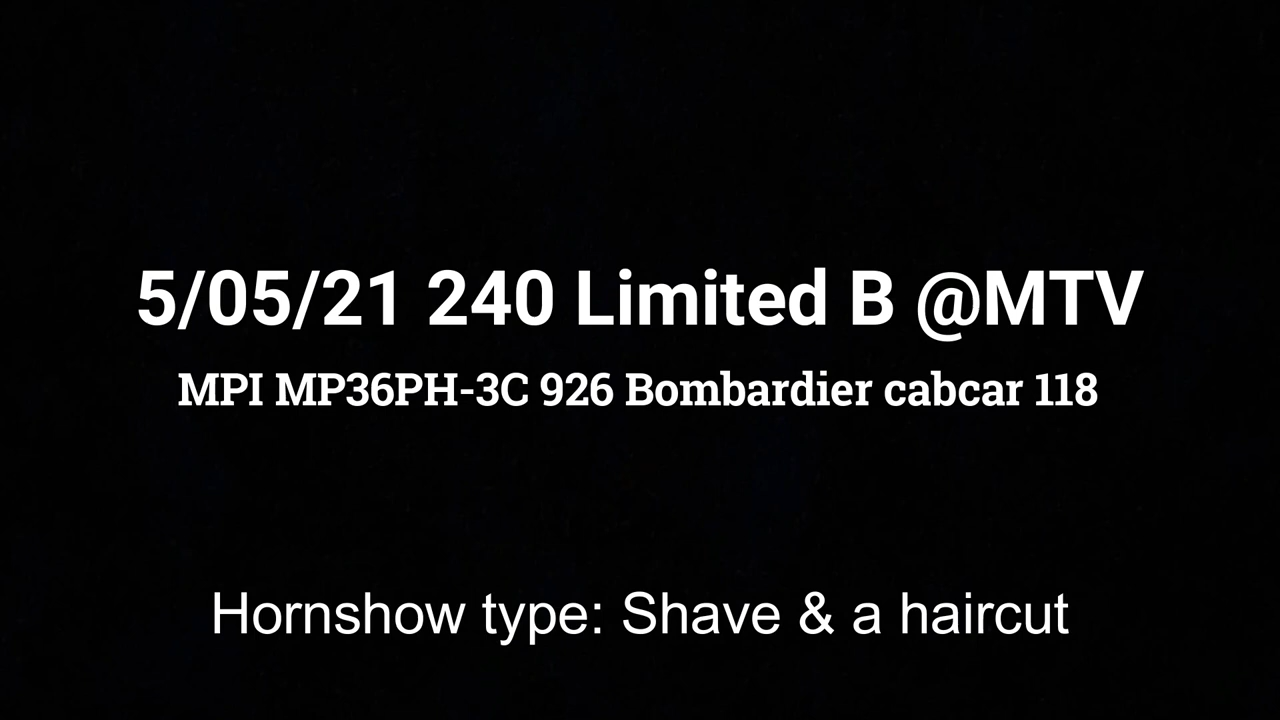 5/05/21 240 Limited B @MTV
MPI MP36PH-3C 926 Bombardier cabcar 118
Hornshow type: Shave & a haircut